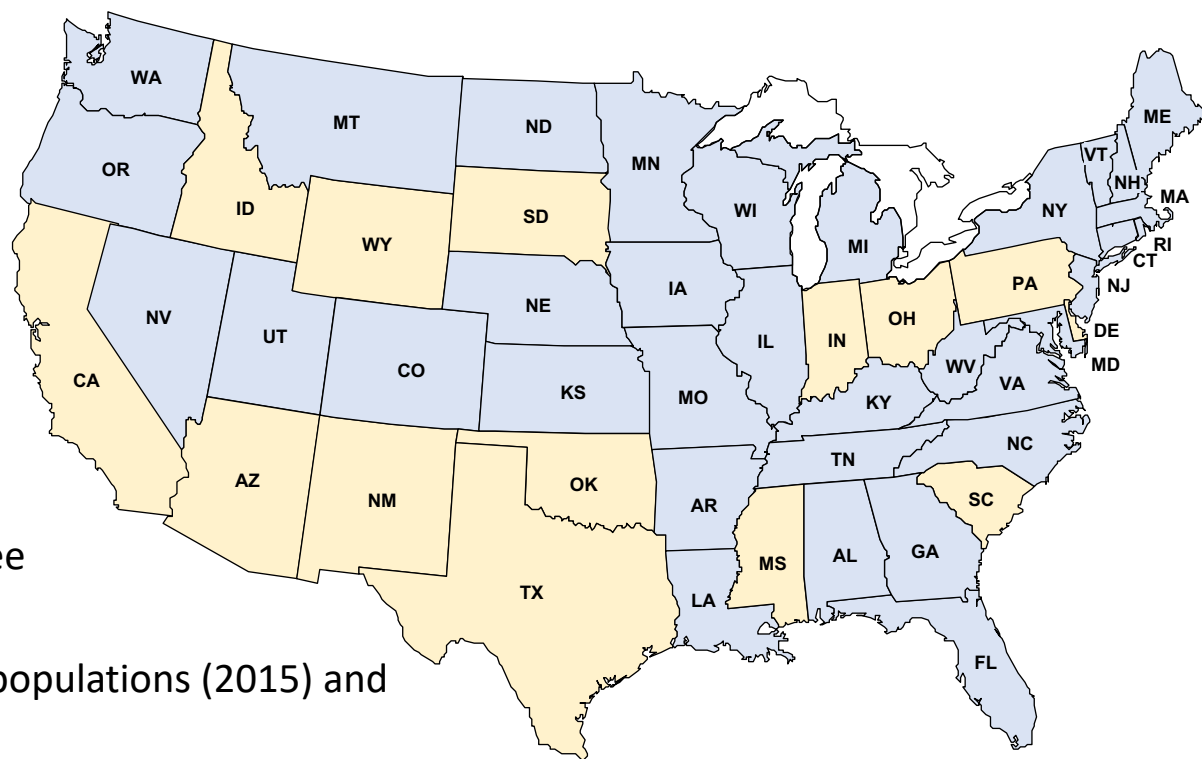 WA
ME
MT
ND
VT
MN
OR
NH
MA
ID
WI
NY
SD
WY
MI
RI
CT
PA
NJ
IA
NE
OH
NV
IN
DE
UT
IL
WV
MD
CO
CA
VA
KS
MO
KY
NC
TN
AZ
OK
NM
AR
SC
MS
AL
GA
TX
LA
FL
ee
populations (2015) and